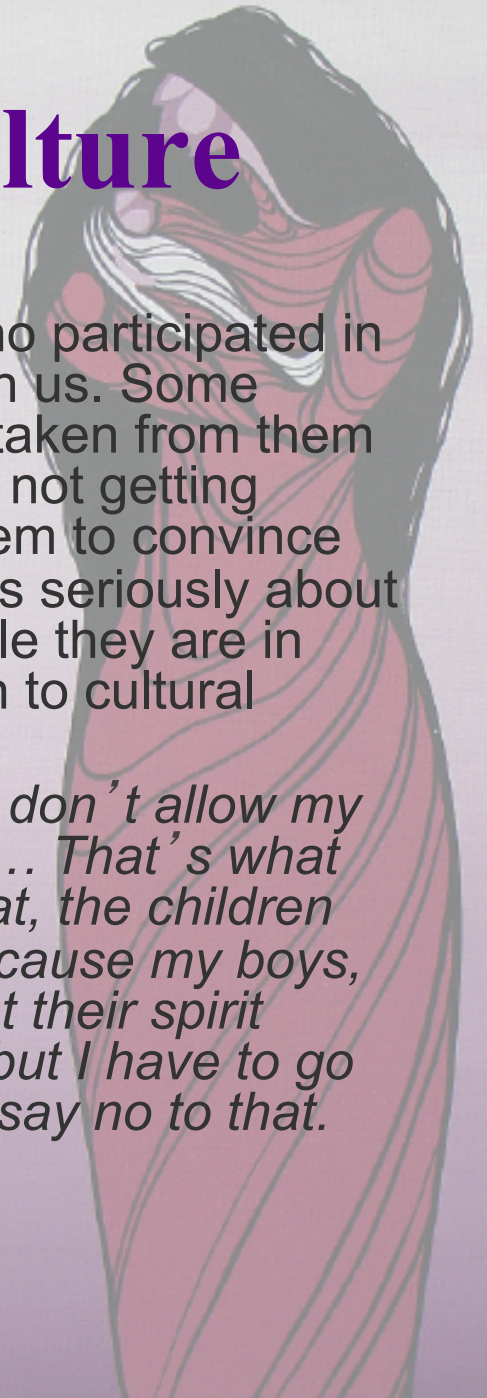 lture
no participated in
n us. Some
taken from them
not getting
em to convince
s seriously about
le they are in
n to cultural
don’t allow my
.. That’s what
at, the children
cause my boys,
t their spirit
but I have to go
say no to that.